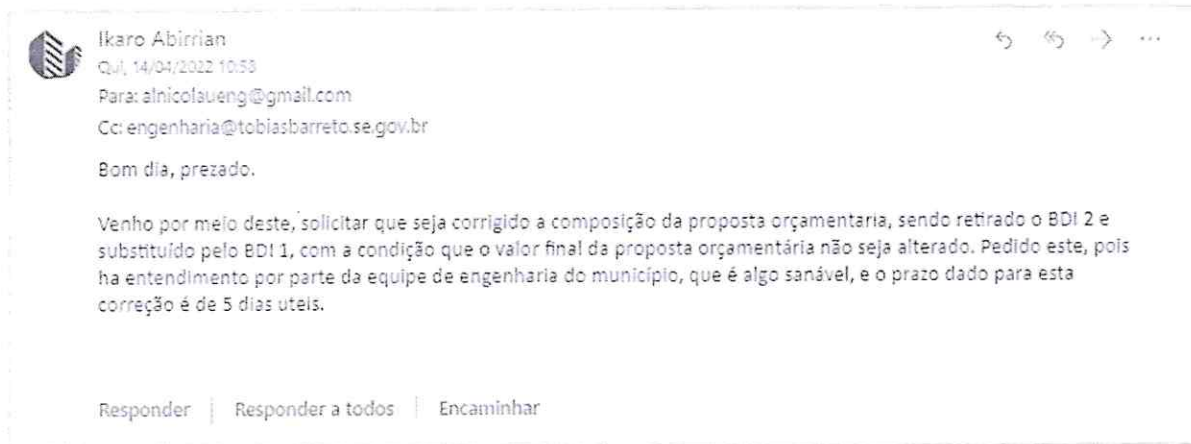 Ikaro Abirrian
Qui, 14/04/2022 10:58
Para: alnicolaueng@gmail.com
Cc: engenharia@tobiasbarreto.se.gov.br
Bom dia, prezado.
Venho por meio deste, solicitar que seja corrigido a composição da proposta orçamentaria, sendo retirado o BDI 2 e
substituído pelo BDI 1, com a condição que o valor final da proposta orçamentária não seja alterado. Pedido este, pois
ha entendimento por parte da equipe de engenharia do município, que é algo sanável, e o prazo dado para esta
correção é de 5 dias uteis.
Responder | Responder a todos | Encaminhar